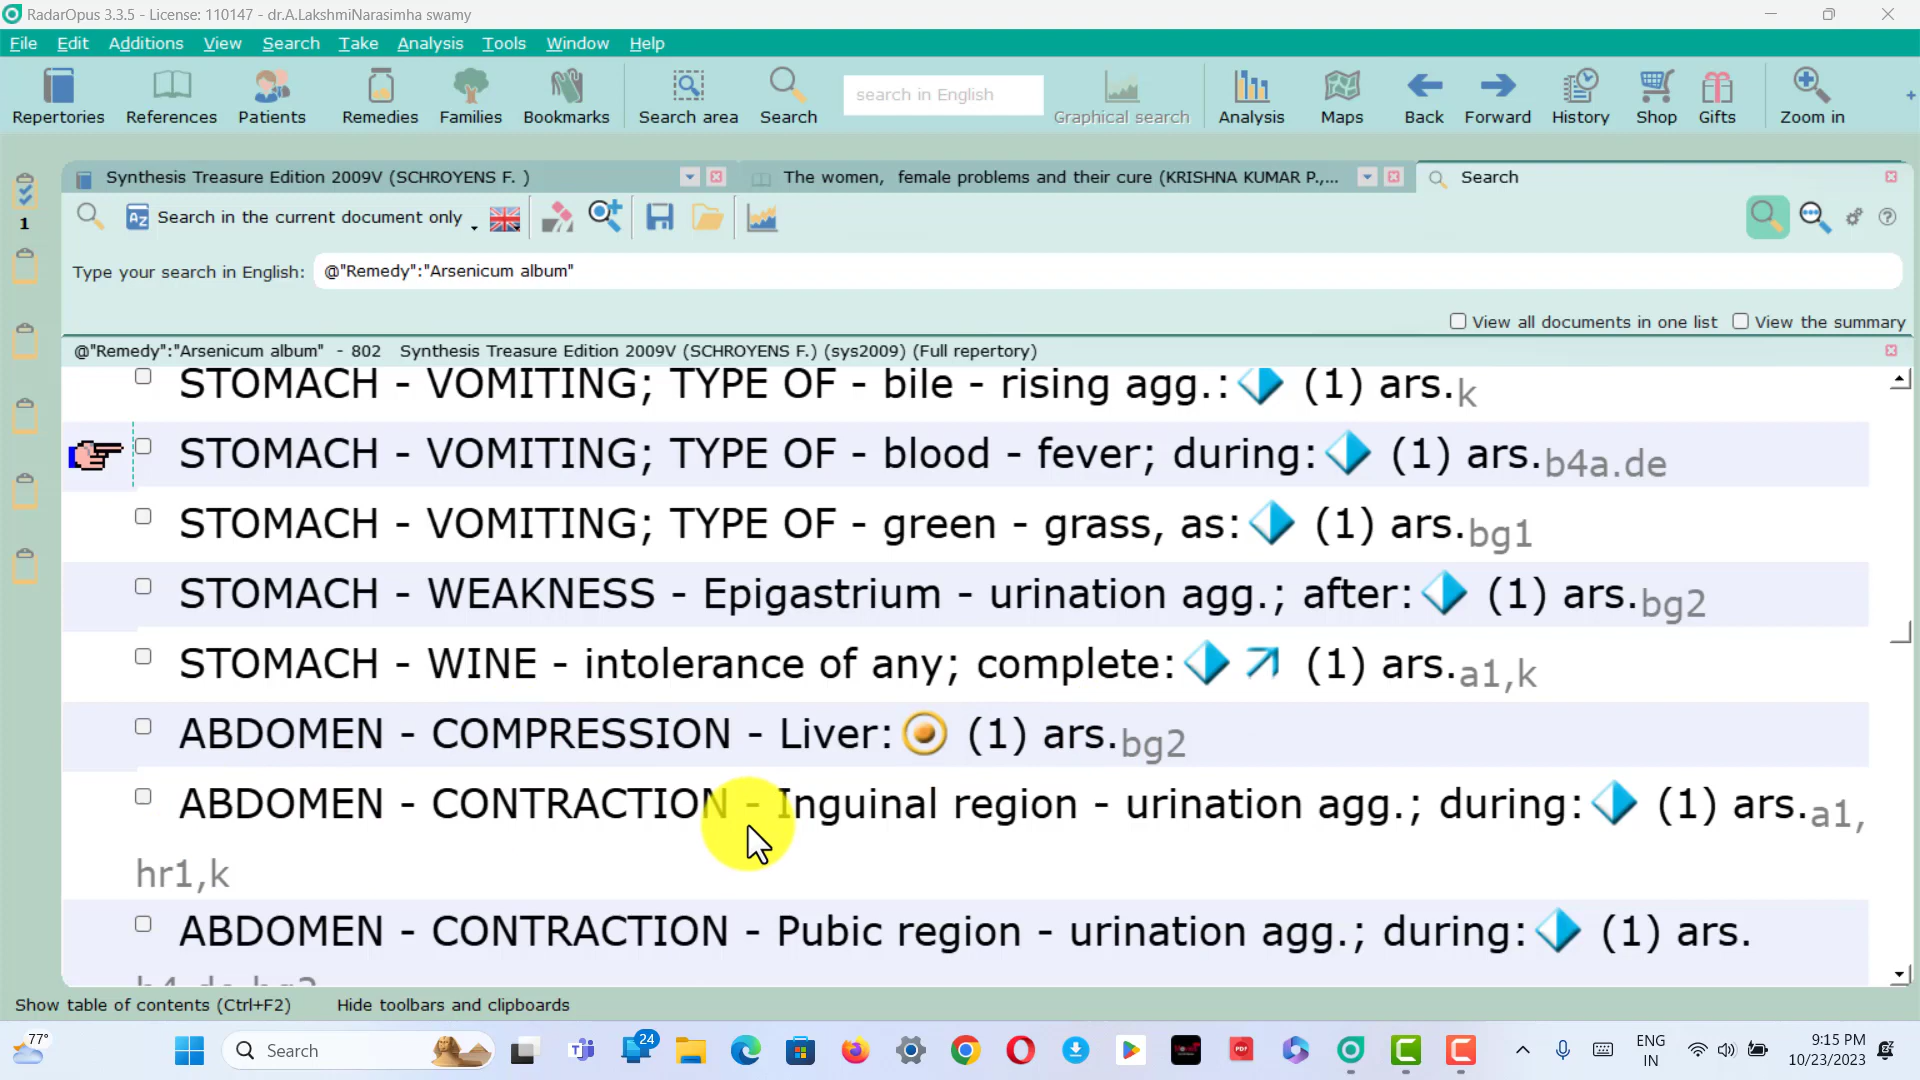 RadarOpus 3.3.5 - License: 110147 - dr.A.LakshmiNarasimha swamy
File Edit Additions View Search Take Analysis Tools Window Help
search in English
Repertories References Patients Remedies Families Bookmarks Search area Search Graphical search Analysis Maps Back Forward History Shop Gifts Zoom in
Synthesis Treasure Edition 2009V (SCHROYENS F. ) The women, female problems and their cure (KRISHNA KUMAR P.,... Search
1
AZ Search in the current document only
Type your search in English: @"Remedy":"Arsenicum album"
View all documents in one list View the summary
@"Remedy":"Arsenicum album" - 802 Synthesis Treasure Edition 2009V (SCHROYENS F.) (sys2009) (Full repertory)
STOMACH - VOMITING; TYPE OF - bile - rising agg.: (1) ars.k
STOMACH - VOMITING; TYPE OF - blood - fever; during: (1) ars.b4a.de
STOMACH - VOMITING; TYPE OF - green - grass, as: (1) ars.bg1
STOMACH - WEAKNESS - Epigastrium - urination agg.; after: (1) ars.bg2
STOMACH - WINE - intolerance of any; complete: (1) ars.a1,k
ABDOMEN - COMPRESSION - Liver: (1) ars.bg2
ABDOMEN - CONTRACTION - Inguinal region - urination agg.; during: (1) ars.a1,
hr1,k
ABDOMEN - CONTRACTION - Pubic region - urination agg.; during: (1) ars.
Show table of contents (Ctrl+F2) Hide toolbars and clipboards
77°
Search
24
PDF
ENG
IN
9:15 PM
10/23/2023